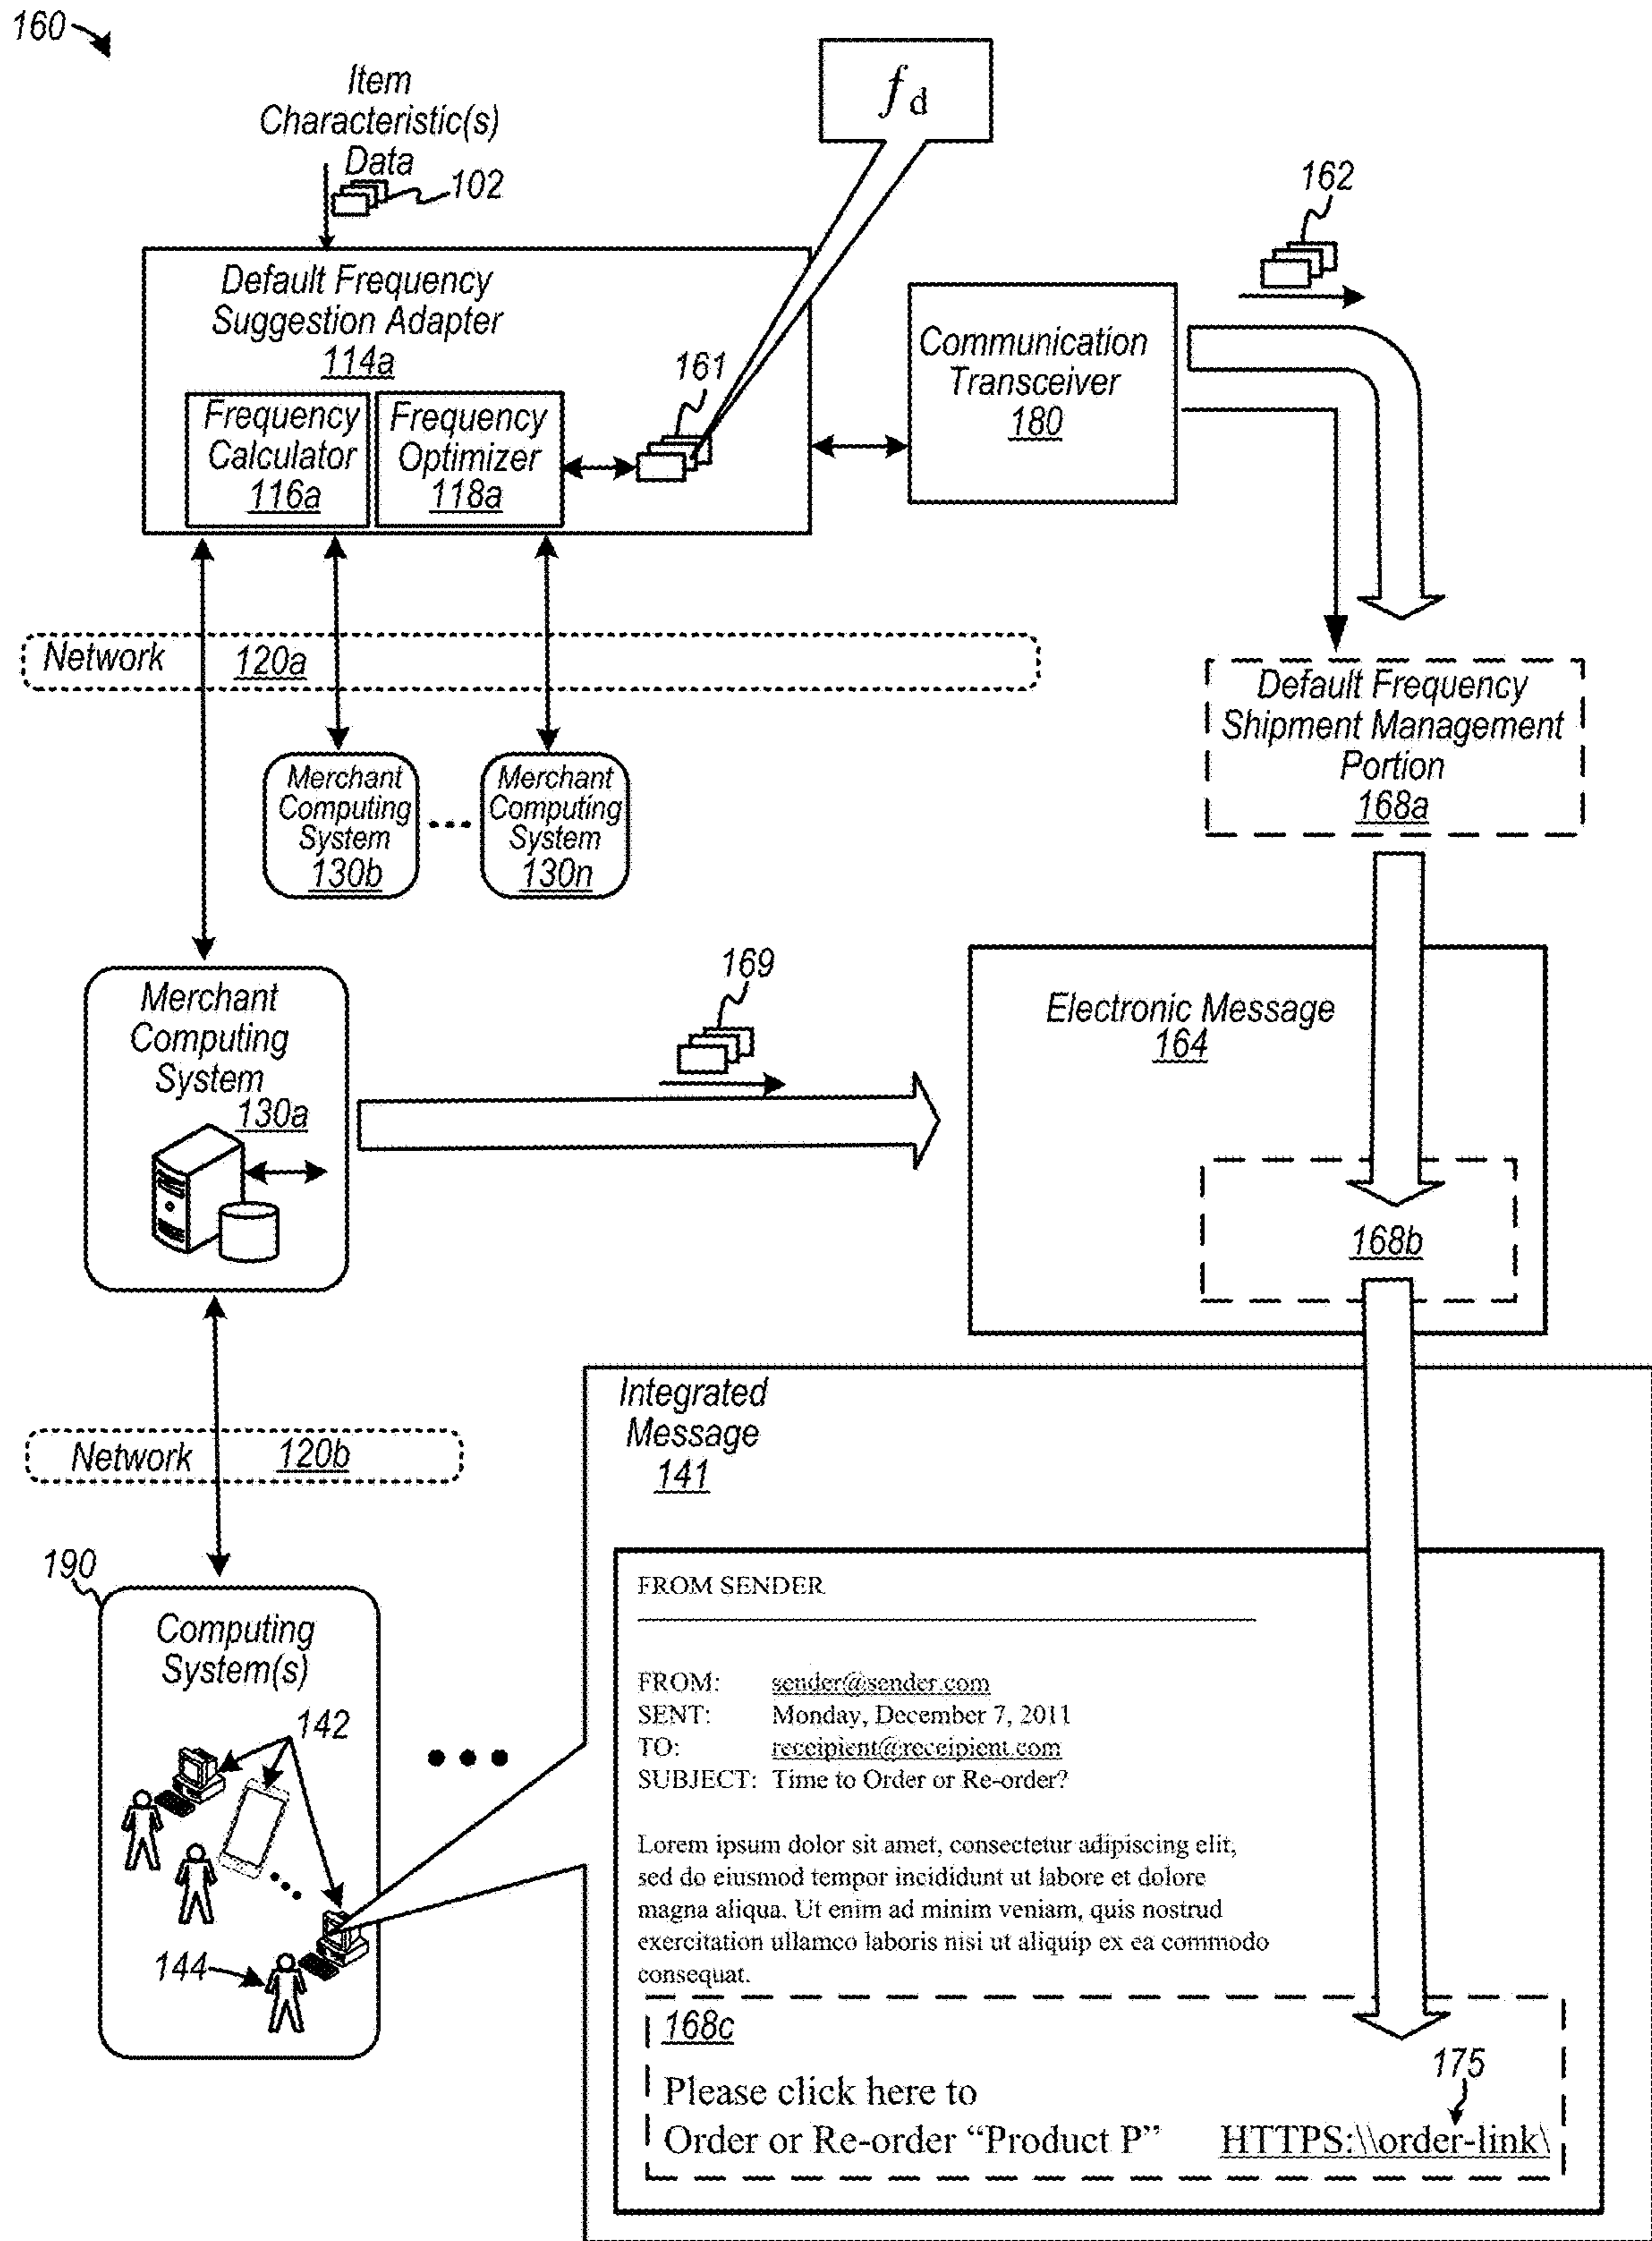 160
Item
Characteristic(s)
Data
102
f d
162
Default Frequency
Suggestion Adapter
114a
161
Frequency
Calculator
116a
Frequency
Optimizer
118a
Communication
Transceiver
180
Network 120a
Merchant
Computing
System
130b
Merchant
Computing
System
130n
Default Frequency
Shipment Management
Portion
168a
Merchant
Computing
System
130a
169
Electronic Message
164
168b
Network 120b
Integrated
Message
141
190
Computing
System(s)
142
144
FROM SENDER
FROM: sender@sender.com
SENT: Monday, December 7, 2011
TO: receipient@receipient.com
SUBJECT: Time to Order or Re-order?
Lorem ipsum dolor sit amet, consectetur adipiscing elit,
sed do eiusmod tempor incididunt ut labore et dolore
magna aliqua. Ut enim ad minim veniam, quis nostrud
exercitation ullamco laboris nisi ut aliquip ex ea commodo
consequat.
168c
175
Please click here to
Order or Re-order “Product P” HTTPS:\\order-link\